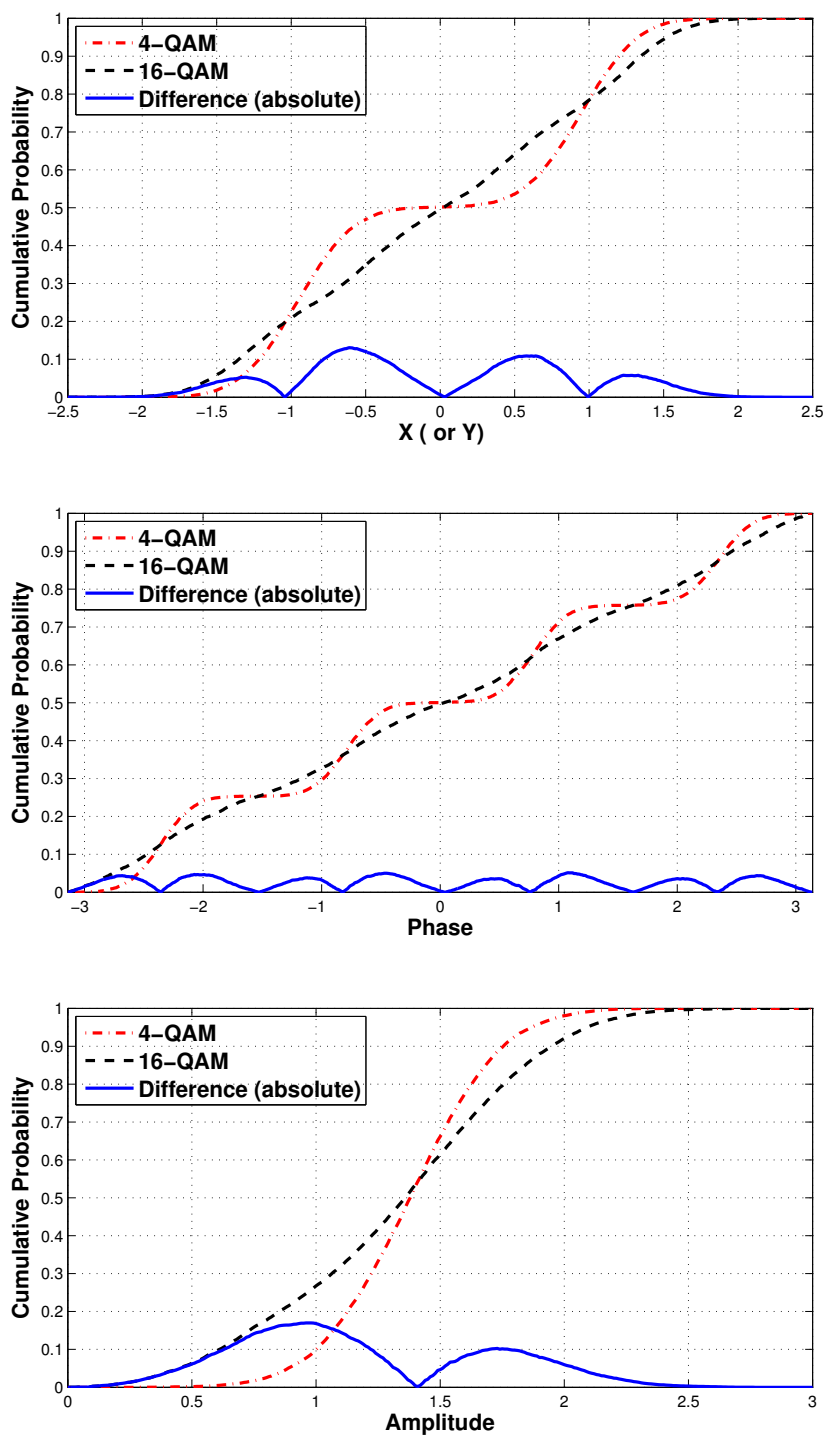 1
0.9
0.8
0.7
0.6
0.5
0.4
0.3
0.2
0.1
0
Cumulative Probability
4−QAM
16−QAM
Difference (absolute)
−2.5 −2 −1.5 −1 −0.5 0 0.5 1 1.5 2 2.5
X ( or Y)
1
0.9
0.8
0.7
0.6
0.5
0.4
0.3
0.2
0.1
0
Cumulative Probability
4−QAM
16−QAM
Difference (absolute)
−3 −2 −1 0 1 2 3
Phase
1
0.9
0.8
0.7
0.6
0.5
0.4
0.3
0.2
0.1
0
Cumulative Probability
4−QAM
16−QAM
Difference (absolute)
0 0.5 1 1.5 2 2.5 3
Amplitude